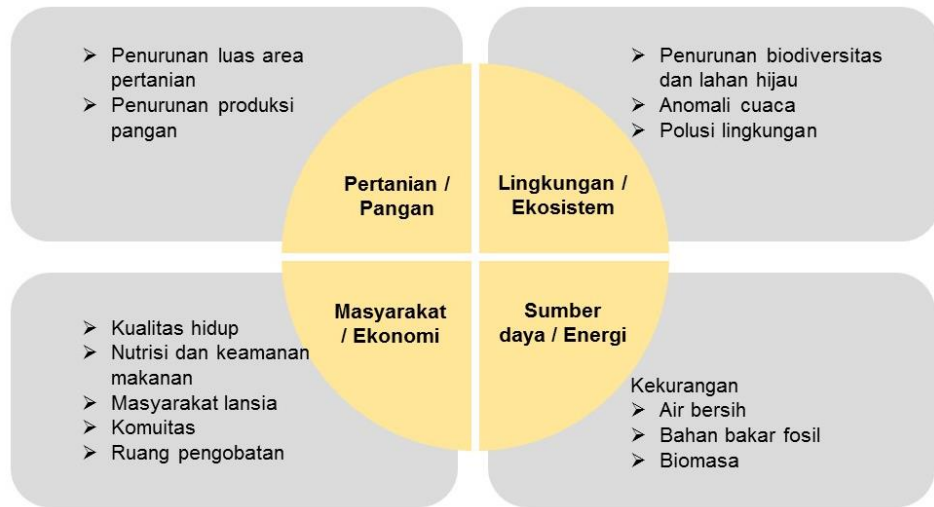 ➢ Penurunan luas area
pertanian
➢ Penurunan produksi
pangan
➢ Penurunan biodiversitas
dan lahan hijau
➢ Anomali cuaca
➢ Polusi lingkungan
Pertanian /
Pangan
Lingkungan /
Ekosistem
Masyarakat
/ Ekonomi
Sumber
daya / Energi
➢ Kualitas hidup
➢ Nutrisi dan keamanan
makanan
➢ Masyarakat lansia
➢ Komuitas
➢ Ruang pengobatan
Kekurangan
➢ Air bersih
➢ Bahan bakar fosil
➢ Biomasa